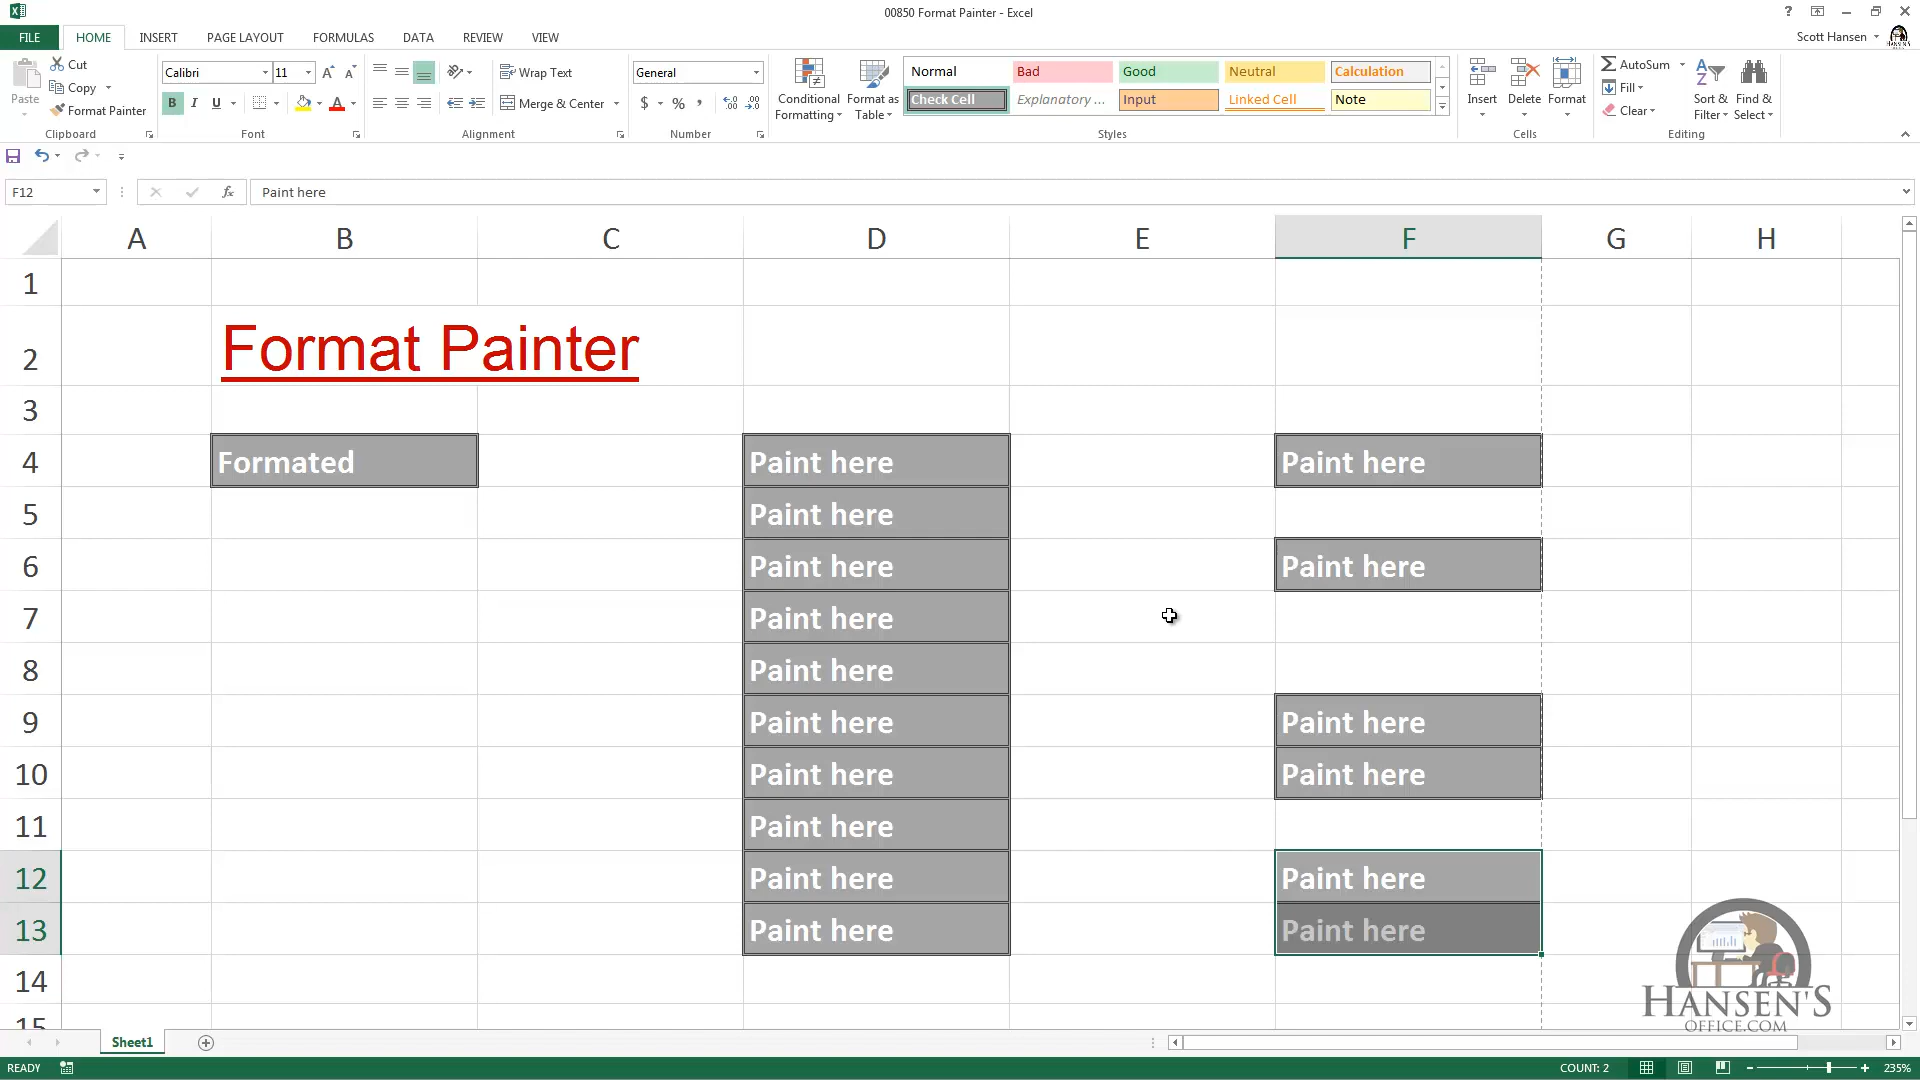 00850 Format Painter - Excel
?
FILE HOME INSERT PAGE LAYOUT FORMULAS DATA REVIEW VIEW
Scott Hansen
Paste
Cut
Copy
Format Painter
Clipboard
Calibri 11
B I U
Font
Wrap Text
Merge & Center
Alignment
General
$ % ,
Number
Conditional Formatting
Format as Table
Normal Bad Good Neutral Calculation
Check Cell Explanatory ... Input Linked Cell Note
Styles
Insert Delete Format
Cells
AutoSum
Fill
Clear
Sort & Filter
Find & Select
Editing
F12 fx Paint here
A B C D E F G H
1
2 Format Painter
3
4 Formated Paint here Paint here
5 Paint here
6 Paint here Paint here
7 Paint here
8 Paint here
9 Paint here Paint here
10 Paint here Paint here
11 Paint here
12 Paint here Paint here
13 Paint here Paint here
14
15
HANSEN'S
OFFICE.COM
Sheet1
READY COUNT: 2 235%